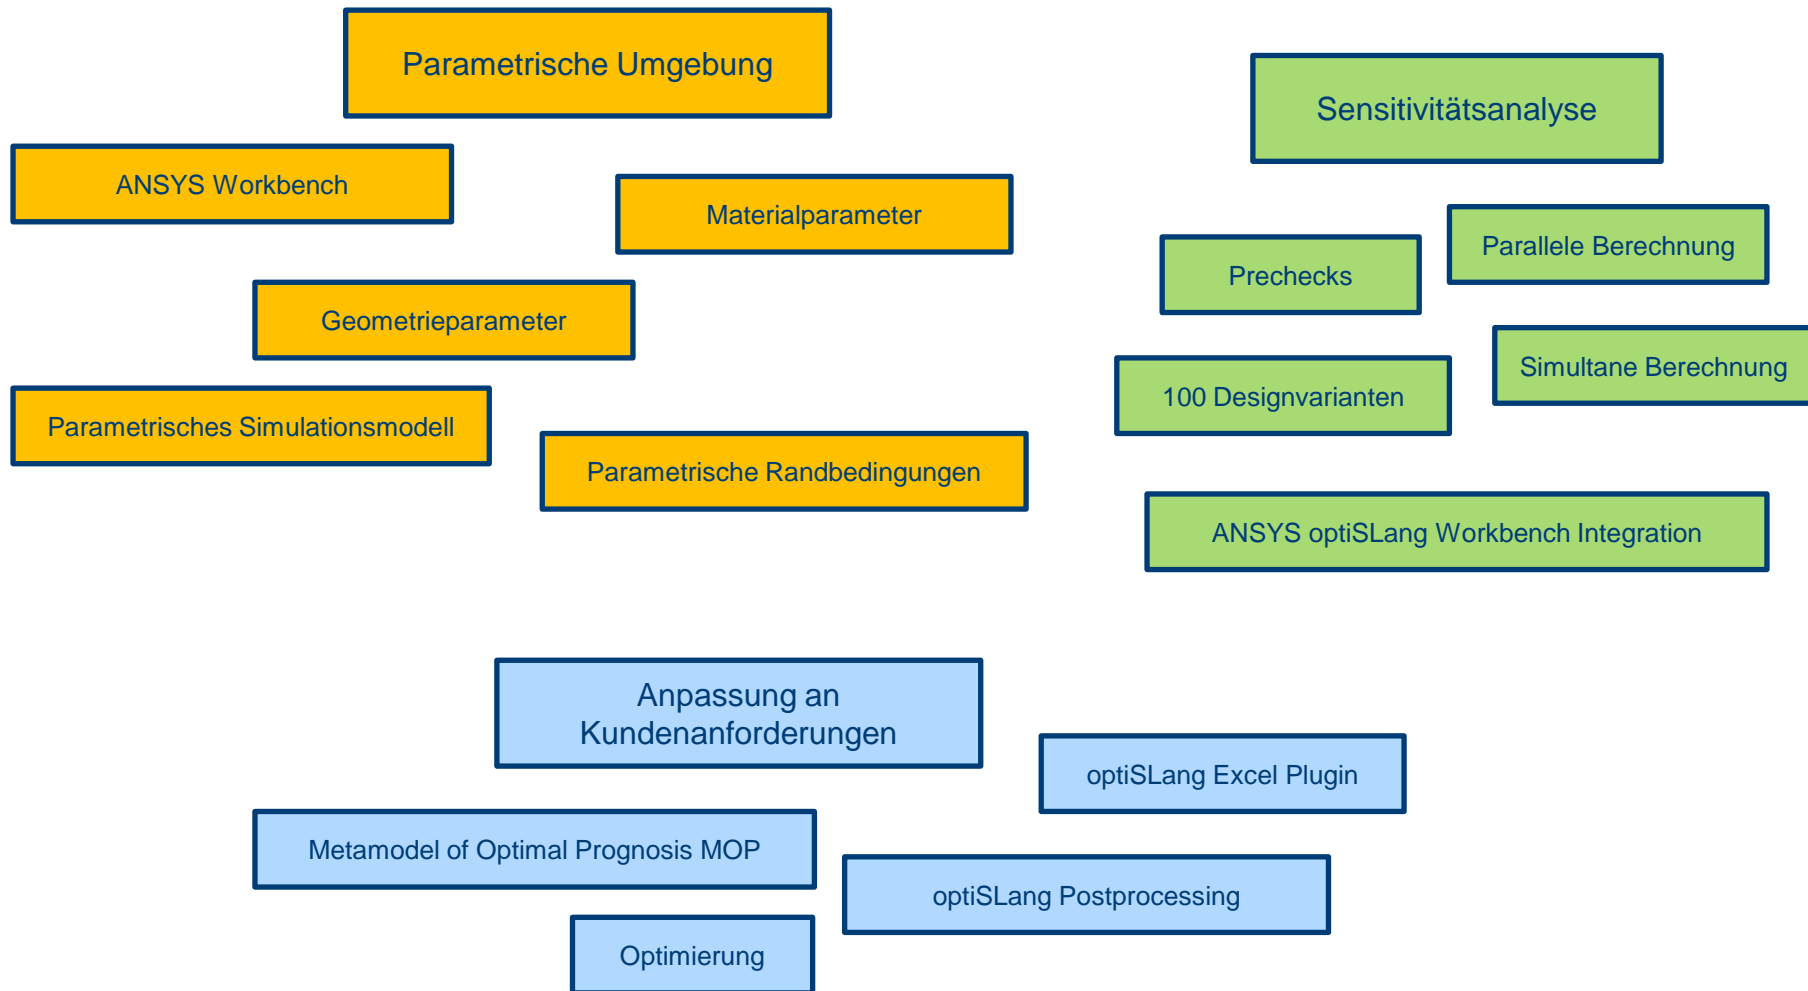 Parametrische Umgebung
ANSYS Workbench
Materialparameter
Geometrieparameter
Parametrisches Simulationsmodell
Parametrische Randbedingungen
Sensitivitätsanalyse
Parallele Berechnung
Prechecks
Simultane Berechnung
100 Designvarianten
ANSYS optiSLang Workbench Integration
Anpassung an
Kundenanforderungen
optiSLang Excel Plugin
Metamodel of Optimal Prognosis MOP
optiSLang Postprocessing
Optimierung